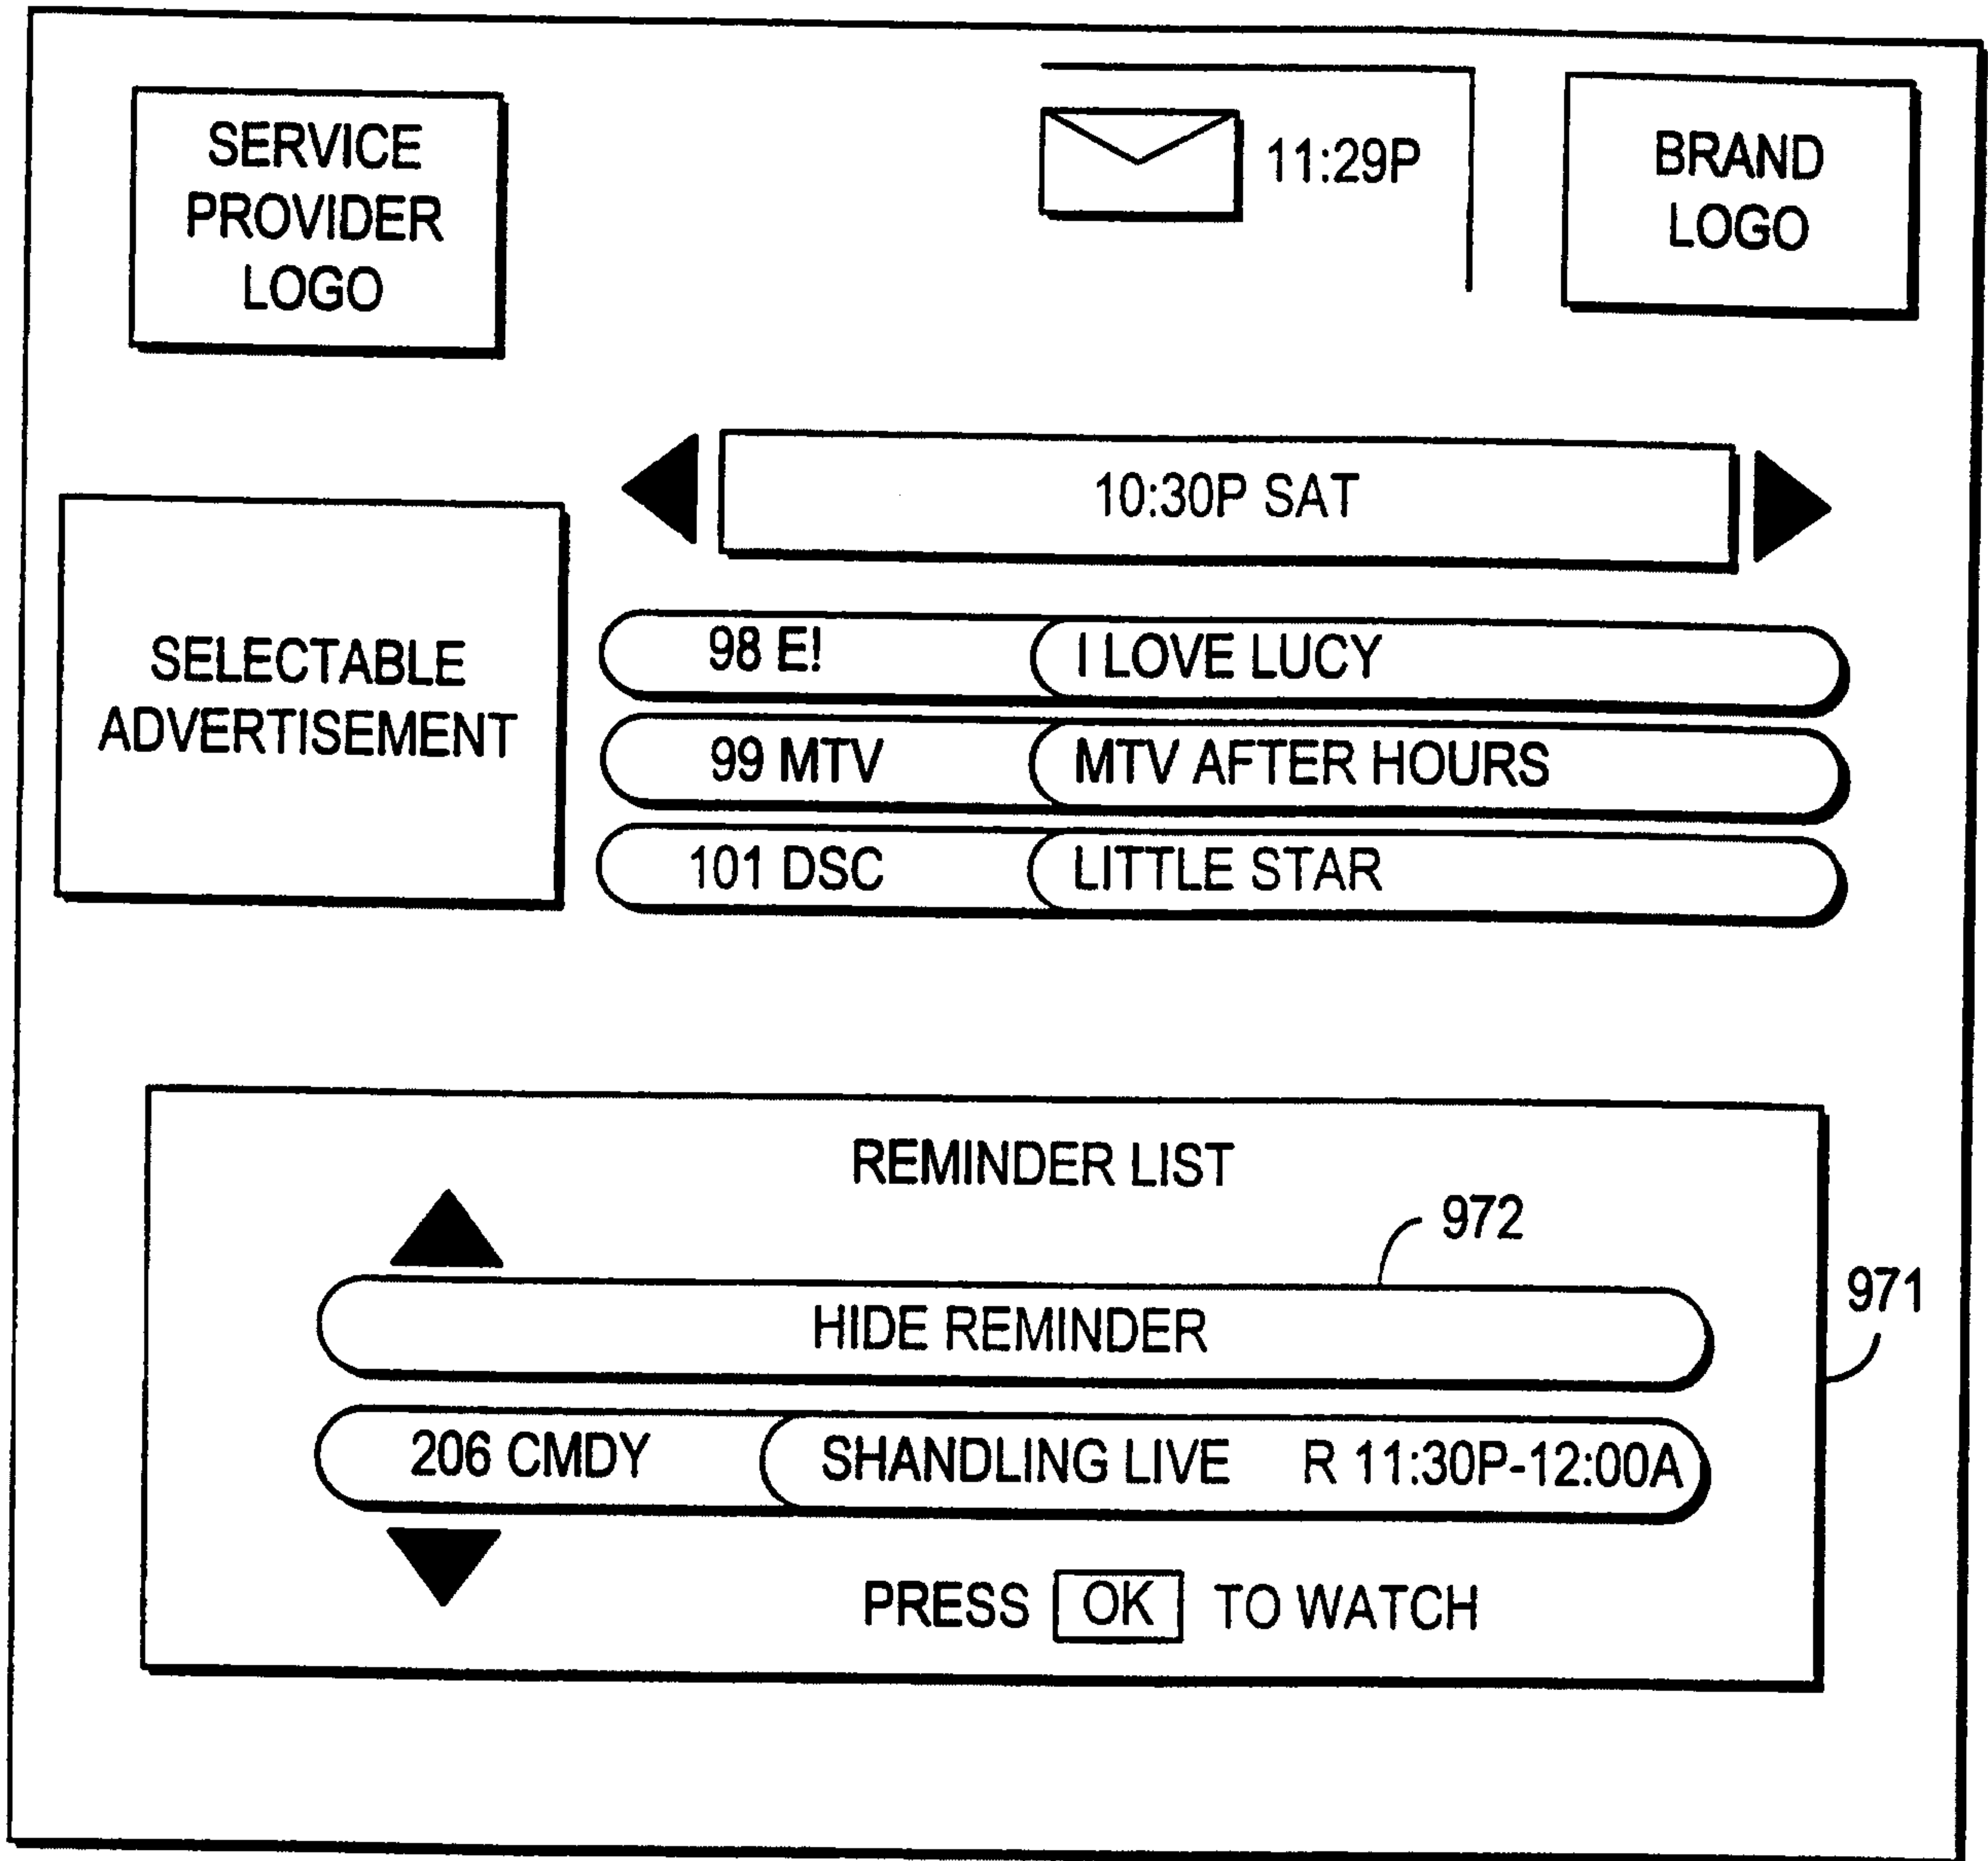 SERVICE
PROVIDER
LOGO
11:29P
BRAND
LOGO
10:30P SAT
SELECTABLE
ADVERTISEMENT
98 E! I LOVE LUCY
99 MTV MTV AFTER HOURS
101 DSC LITTLE STAR
REMINDER LIST
972
971
HIDE REMINDER
206 CMDY SHANDLING LIVE R 11:30P-12:00A
PRESS OK TO WATCH